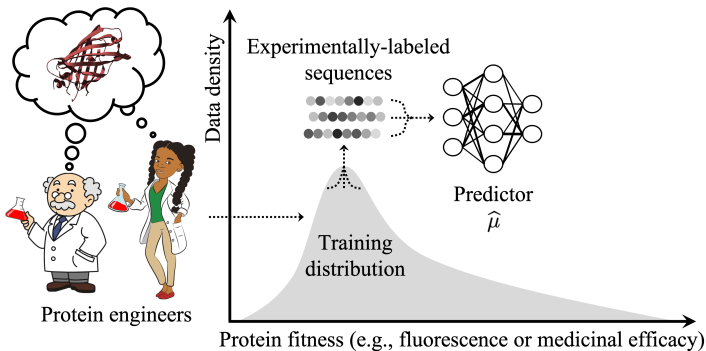 Experimentally-labeled
sequences
Data density
Predictor
μ̂
Training
distribution
Protein engineers
Protein fitness (e.g., fluorescence or medicinal efficacy)